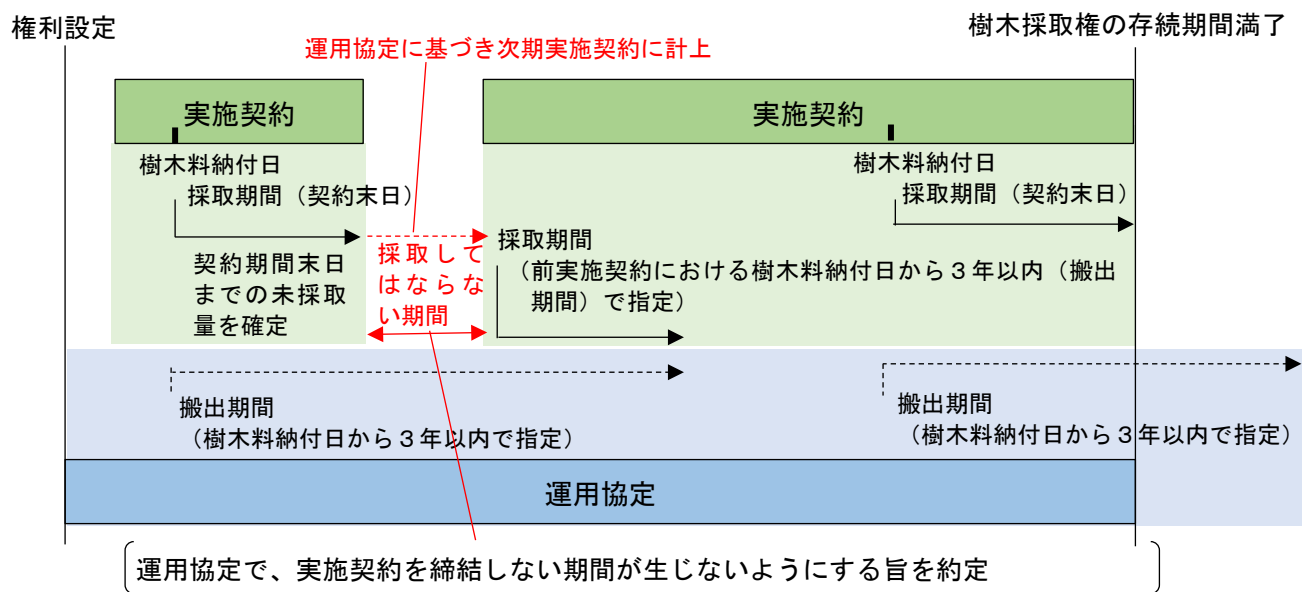 権利設定
樹木採取権の存続期間満了
運用協定に基づき次期実施契約に計上
実施契約
実施契約
樹木料納付日
採取期間（契約末日）
契約期間末日
までの未採取
量を確定
採取して
はならな
い期間
樹木料納付日
採取期間（契約末日）
採取期間
（前実施契約における樹木料納付日から３年以内（搬出
期間）で指定）
搬出期間
（樹木料納付日から３年以内で指定）
搬出期間
（樹木料納付日から３年以内で指定）
運用協定
運用協定で、実施契約を締結しない期間が生じないようにする旨を約定